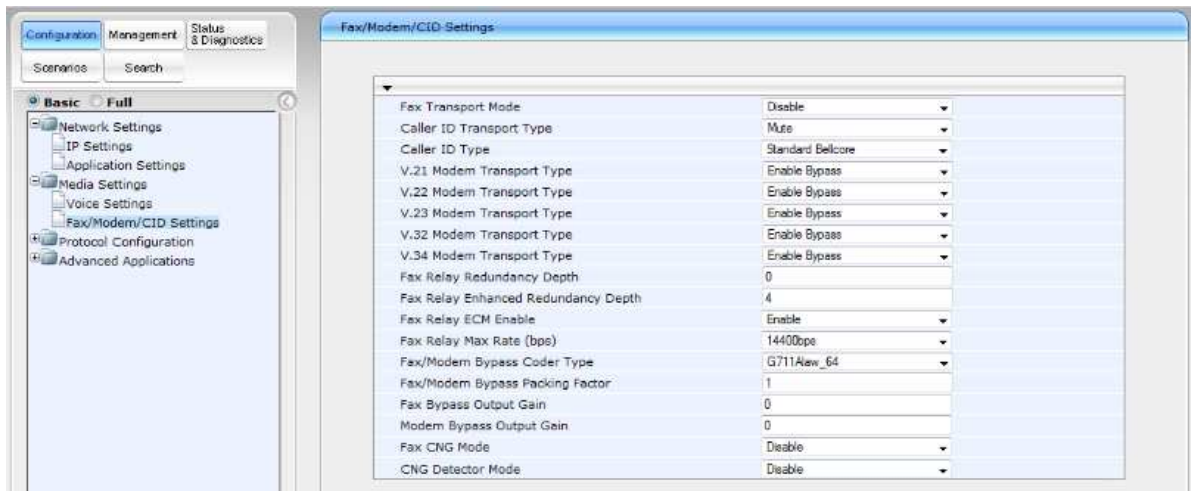 Configuration Management Status & Diagnostics
Scenarios Search
Basic Full
Network Settings
IP Settings
Application Settings
Media Settings
Voice Settings
Fax/Modem/CID Settings
Protocol Configuration
Advanced Applications
Fax/Modem/CID Settings
Fax Transport Mode Disable
Caller ID Transport Type Mute
Caller ID Type Standard Bellcore
V.21 Modem Transport Type Enable Bypass
V.22 Modem Transport Type Enable Bypass
V.23 Modem Transport Type Enable Bypass
V.32 Modem Transport Type Enable Bypass
V.34 Modem Transport Type Enable Bypass
Fax Relay Redundancy Depth 0
Fax Relay Enhanced Redundancy Depth 4
Fax Relay ECM Enable Enable
Fax Relay Max Rate (bps) 14400bps
Fax/Modem Bypass Coder Type G711Alaw_64
Fax/Modem Bypass Packing Factor 1
Fax Bypass Output Gain 0
Modem Bypass Output Gain 0
Fax CNG Mode Disable
CNG Detector Mode Disable